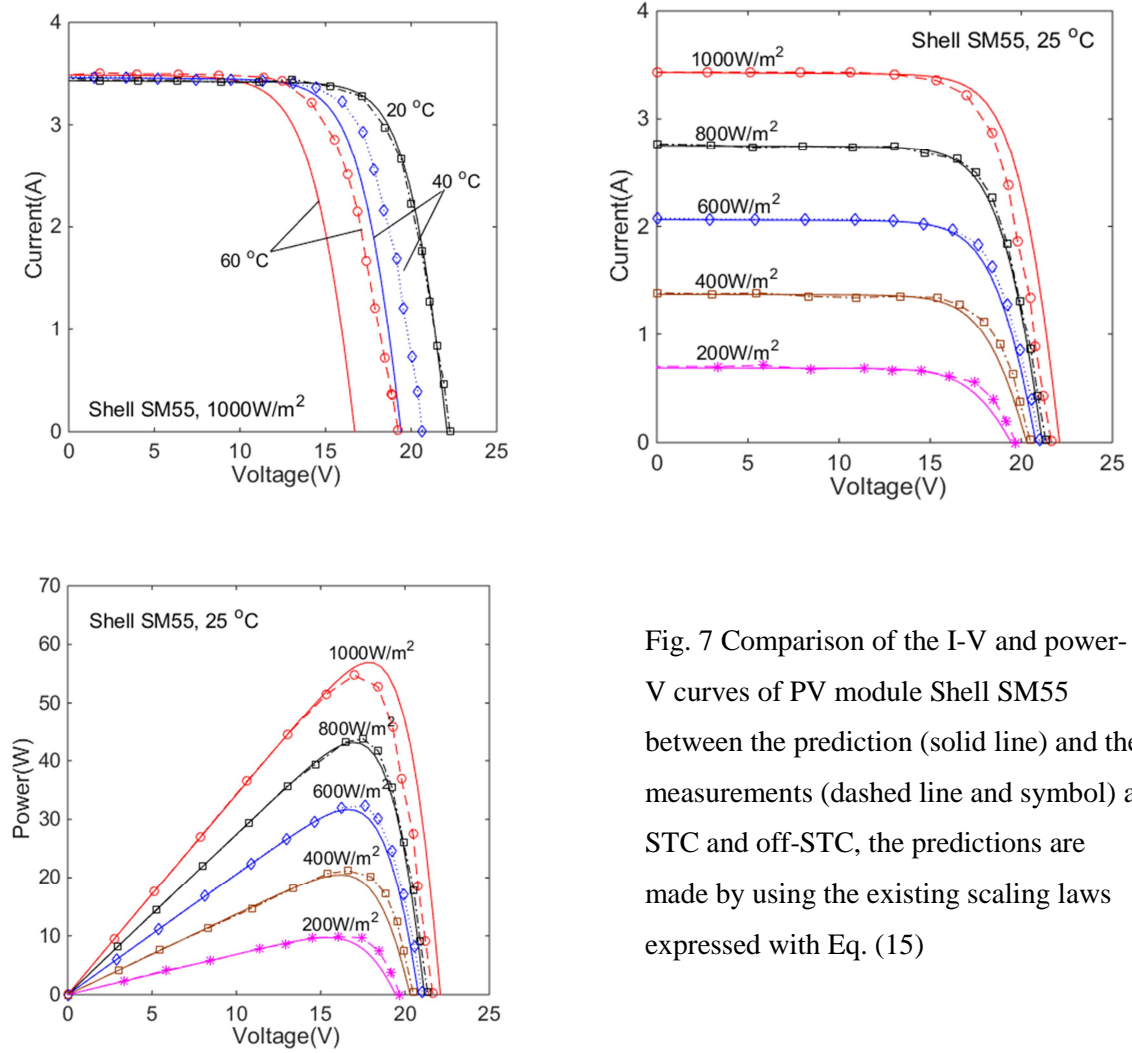 4
3
2
1
0
Current(A)
20 °C
40 °C
60 °C
Shell SM55, 1000W/m²
0 5 10 15 20 25
Voltage(V)
4
3
2
1
0
Current(A)
Shell SM55, 25 °C
1000W/m²
800W/m²
600W/m²
400W/m²
200W/m²
0 5 10 15 20 25
Voltage(V)
70
60
50
40
30
20
10
0
Power(W)
Shell SM55, 25 °C
1000W/m²
800W/m²
600W/m²
400W/m²
200W/m²
0 5 10 15 20 25
Voltage(V)
Fig. 7 Comparison of the I-V and power-
V curves of PV module Shell SM55
between the prediction (solid line) and the
measurements (dashed line and symbol) a
STC and off-STC, the predictions are
made by using the existing scaling laws
expressed with Eq. (15)